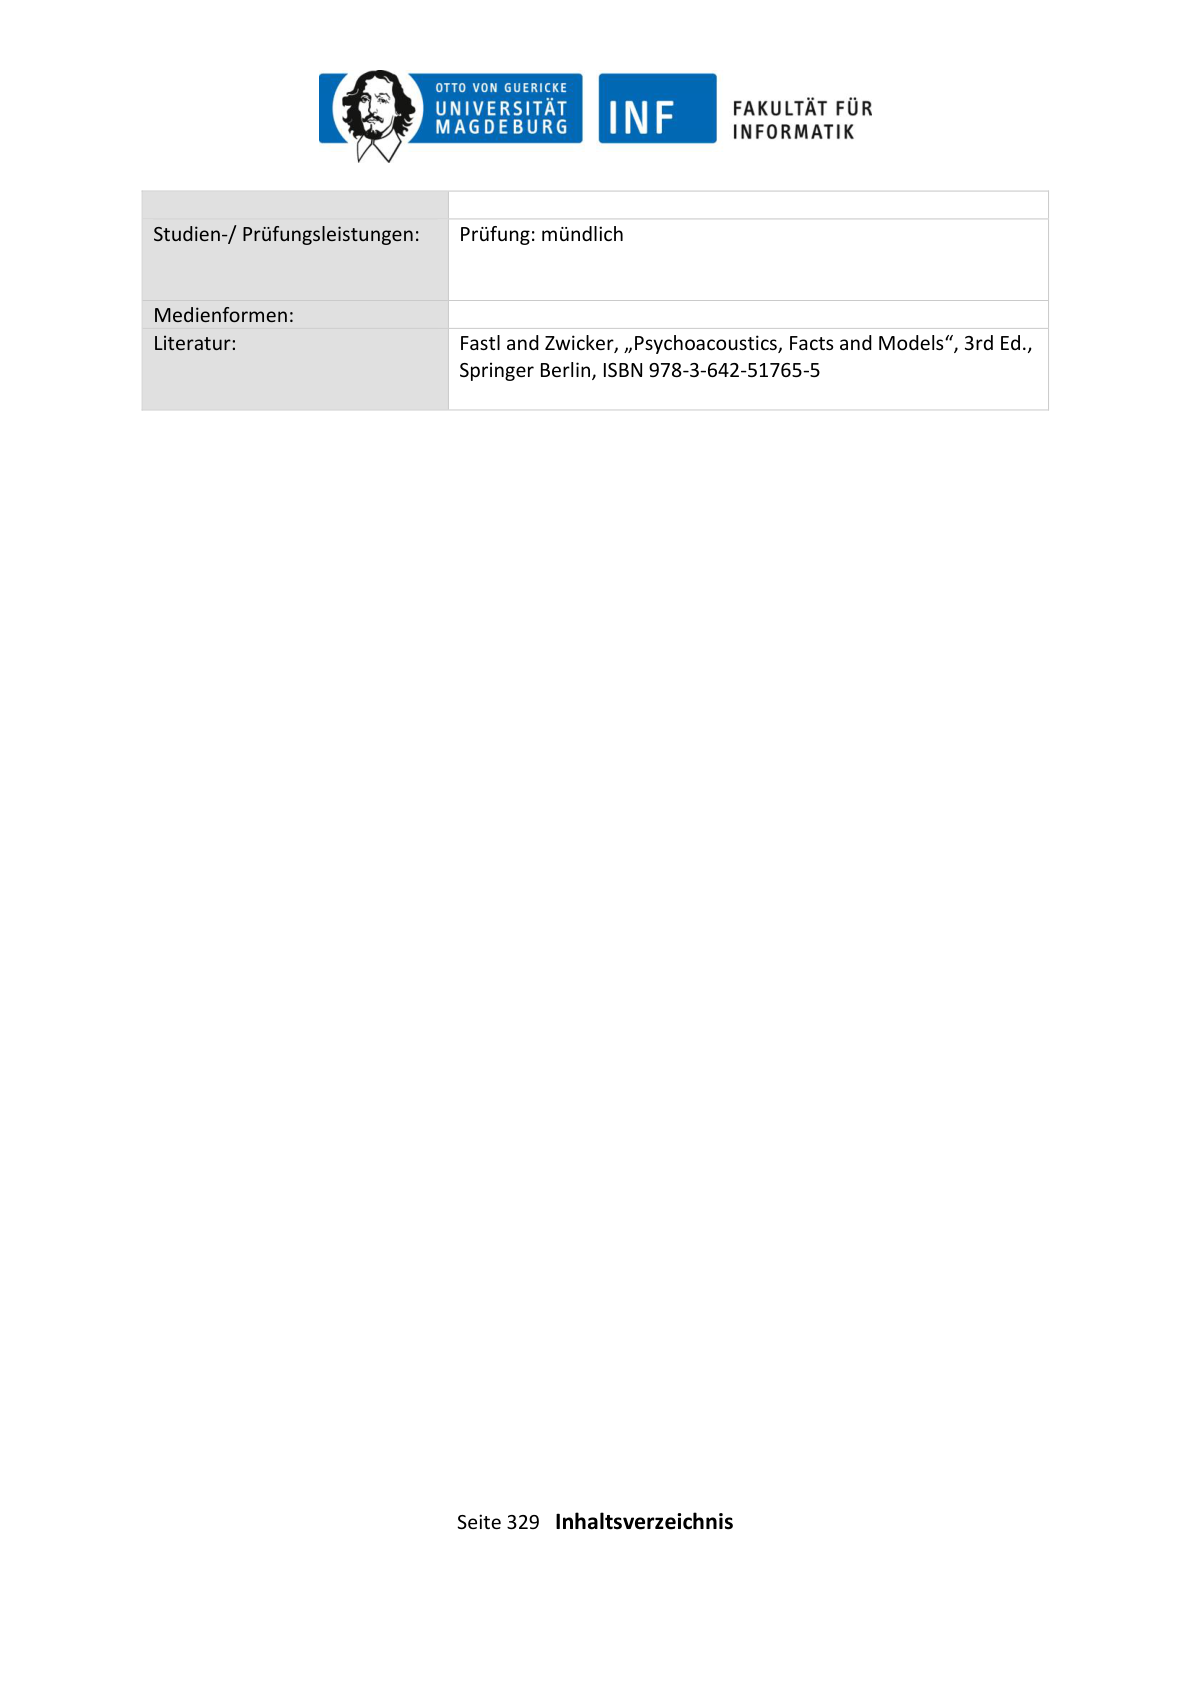 OTTO VON GUERICKE
UNIVERSITÄT
MAGDEBURG
INF
FAKULTÄT FÜR
INFORMATIK
Studien-/ Prüfungsleistungen:
Prüfung: mündlich
Medienformen:
Literatur:
Fastl and Zwicker, „Psychoacoustics, Facts and Models“, 3rd Ed.,
Springer Berlin, ISBN 978-3-642-51765-5
Seite 329 Inhaltsverzeichnis